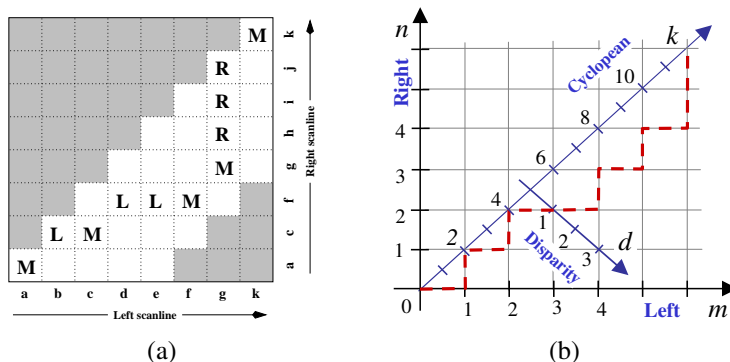 M k
R j
R i
R h
M g
L L M f
L M c
M a
a b c d e f g k
Left scanline
Right scanline
(a)
n
Right
k
Cyclopean
10
8
6
4
2
4
3
2
1
1
2
3
d
Disparity
0 1 2 3 4 Left m
(b)